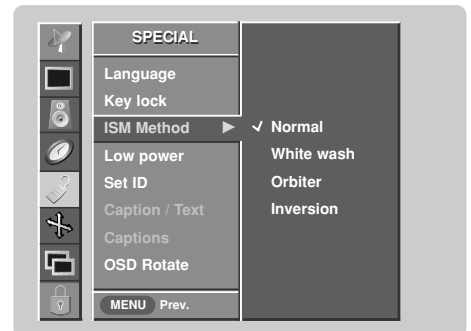 SPECIAL
Language
Key lock
ISM Method
Low power
Set ID
Caption / Text
Captions
OSD Rotate
MENU Prev.
Normal
White wash
Orbiter
Inversion